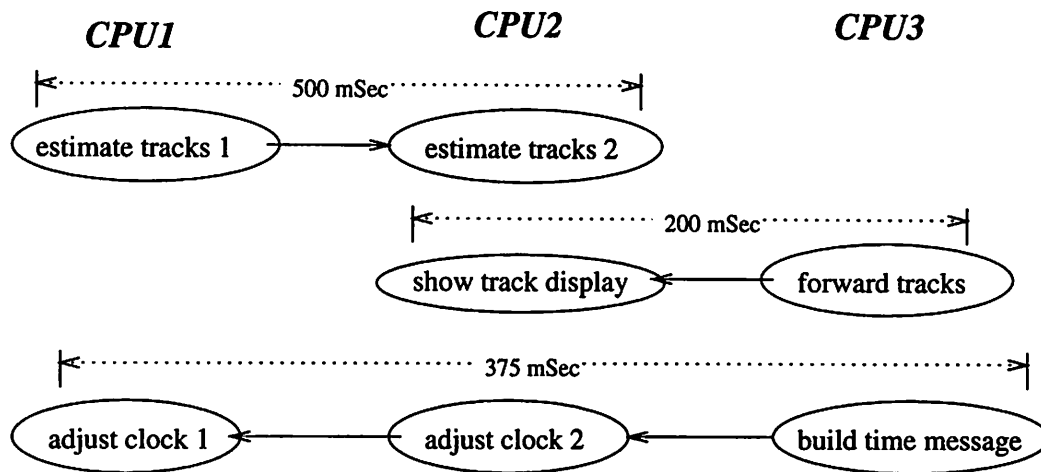 CPU1 CPU2 CPU3
500 mSec
estimate tracks 1 estimate tracks 2
200 mSec
show track display forward tracks
375 mSec
adjust clock 1 adjust clock 2 build time message